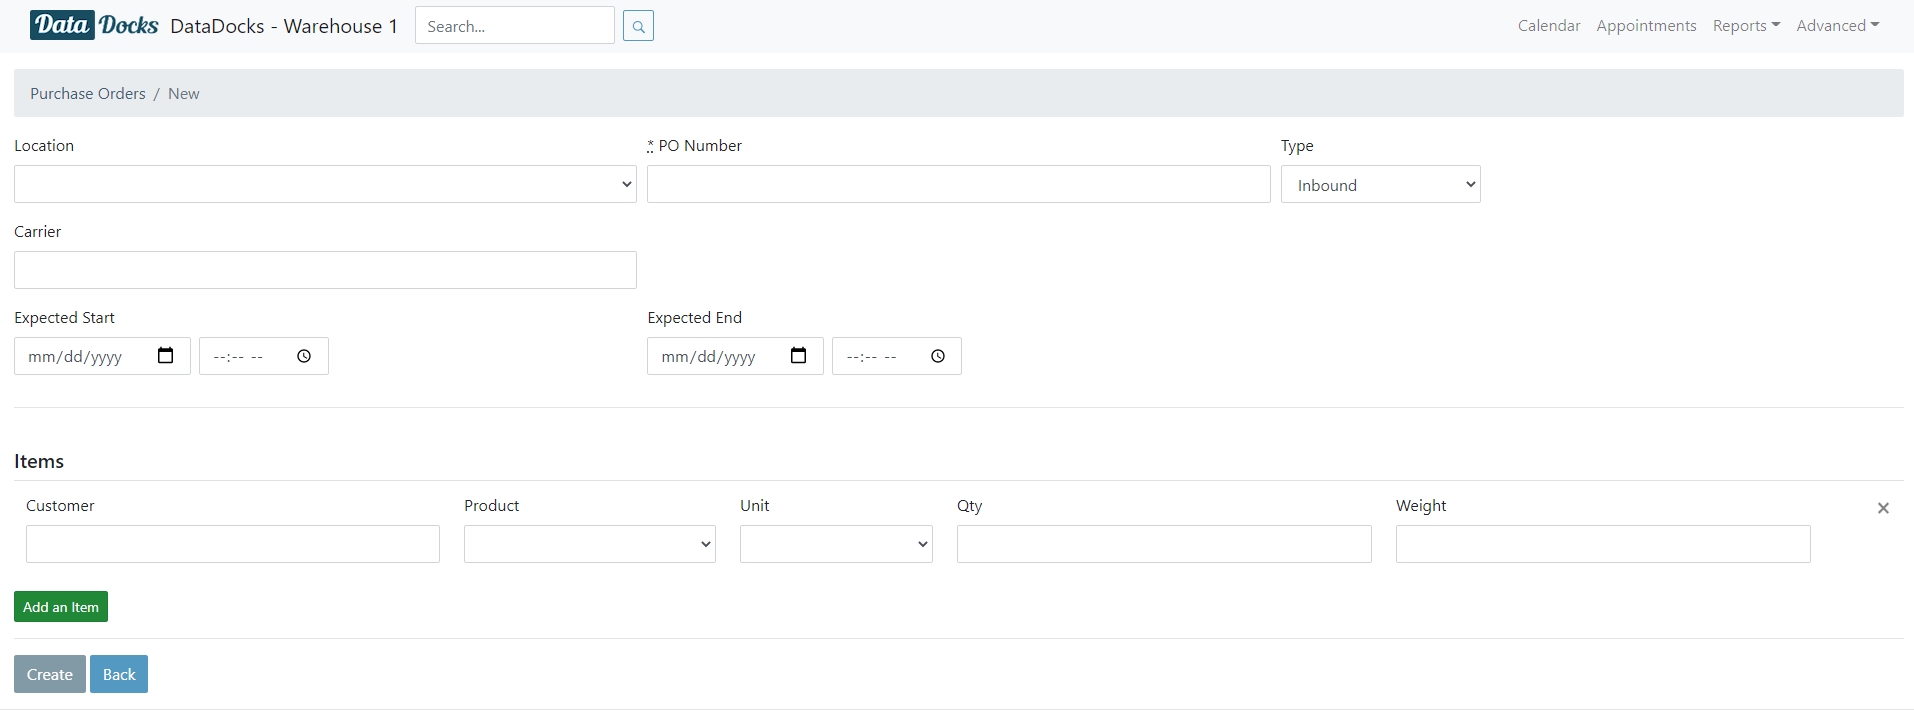 Data Docks DataDocks - Warehouse 1 Search... Calendar Appointments Reports Advanced
Purchase Orders / New
Location * PO Number Type
Inbound
Carrier
Expected Start Expected End
mm/dd/yyyy --:-- -- mm/dd/yyyy --:-- --
Items
Customer Product Unit Qty Weight ×
Add an Item
Create Back